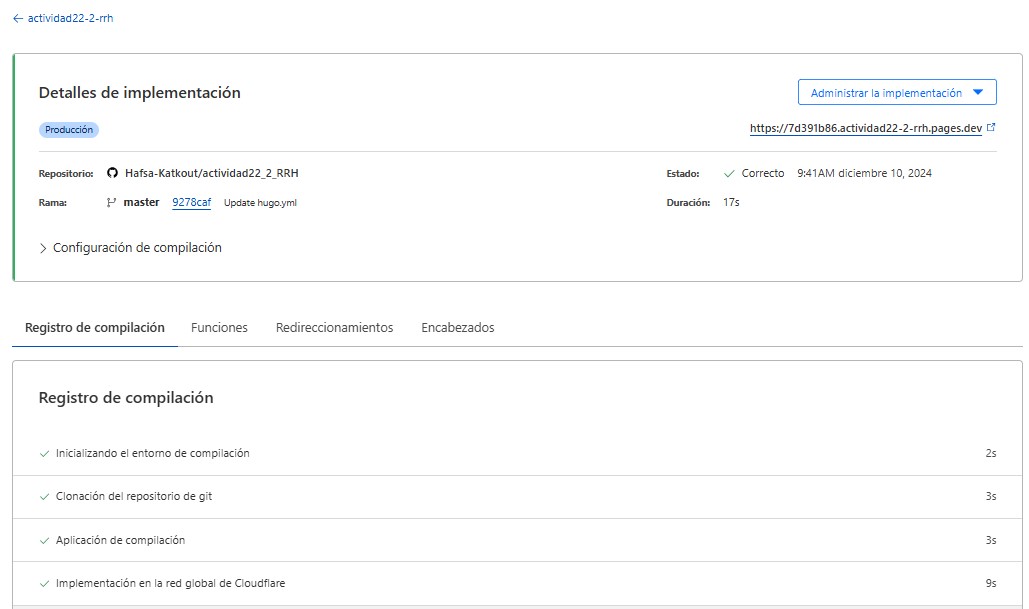 ← actividad22-2-rrh
Detalles de implementación
Administrar la implementación
Producción
https://7d391b86.actividad22-2-rrh.pages.dev
Repositorio: Hafsa-Katkout/actividad22_2_RRH
Estado: Correcto 9:41AM diciembre 10, 2024
Rama: master 9278caf Update hugo.yml
Duración: 17s
Configuración de compilación
Registro de compilación Funciones Redireccionamientos Encabezados
Registro de compilación
Inicializando el entorno de compilación 2s
Clonación del repositorio de git 3s
Aplicación de compilación 3s
Implementación en la red global de Cloudflare 9s